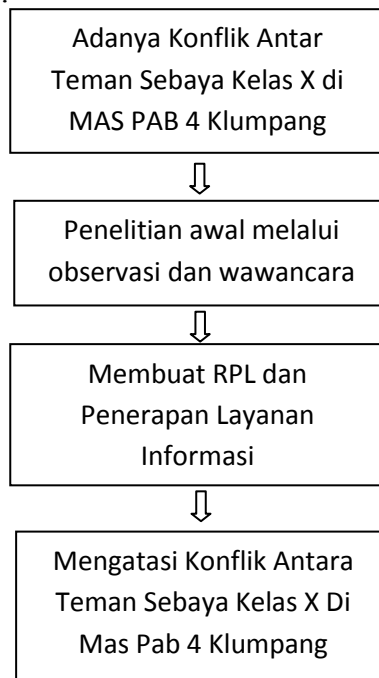 Adanya Konflik Antar
Teman Sebaya Kelas X di
MAS PAB 4 Klumpang
Penelitian awal melalui
observasi dan wawancara
Membuat RPL dan
Penerapan Layanan
Informasi
Mengatasi Konflik Antara
Teman Sebaya Kelas X Di
Mas Pab 4 Klumpang